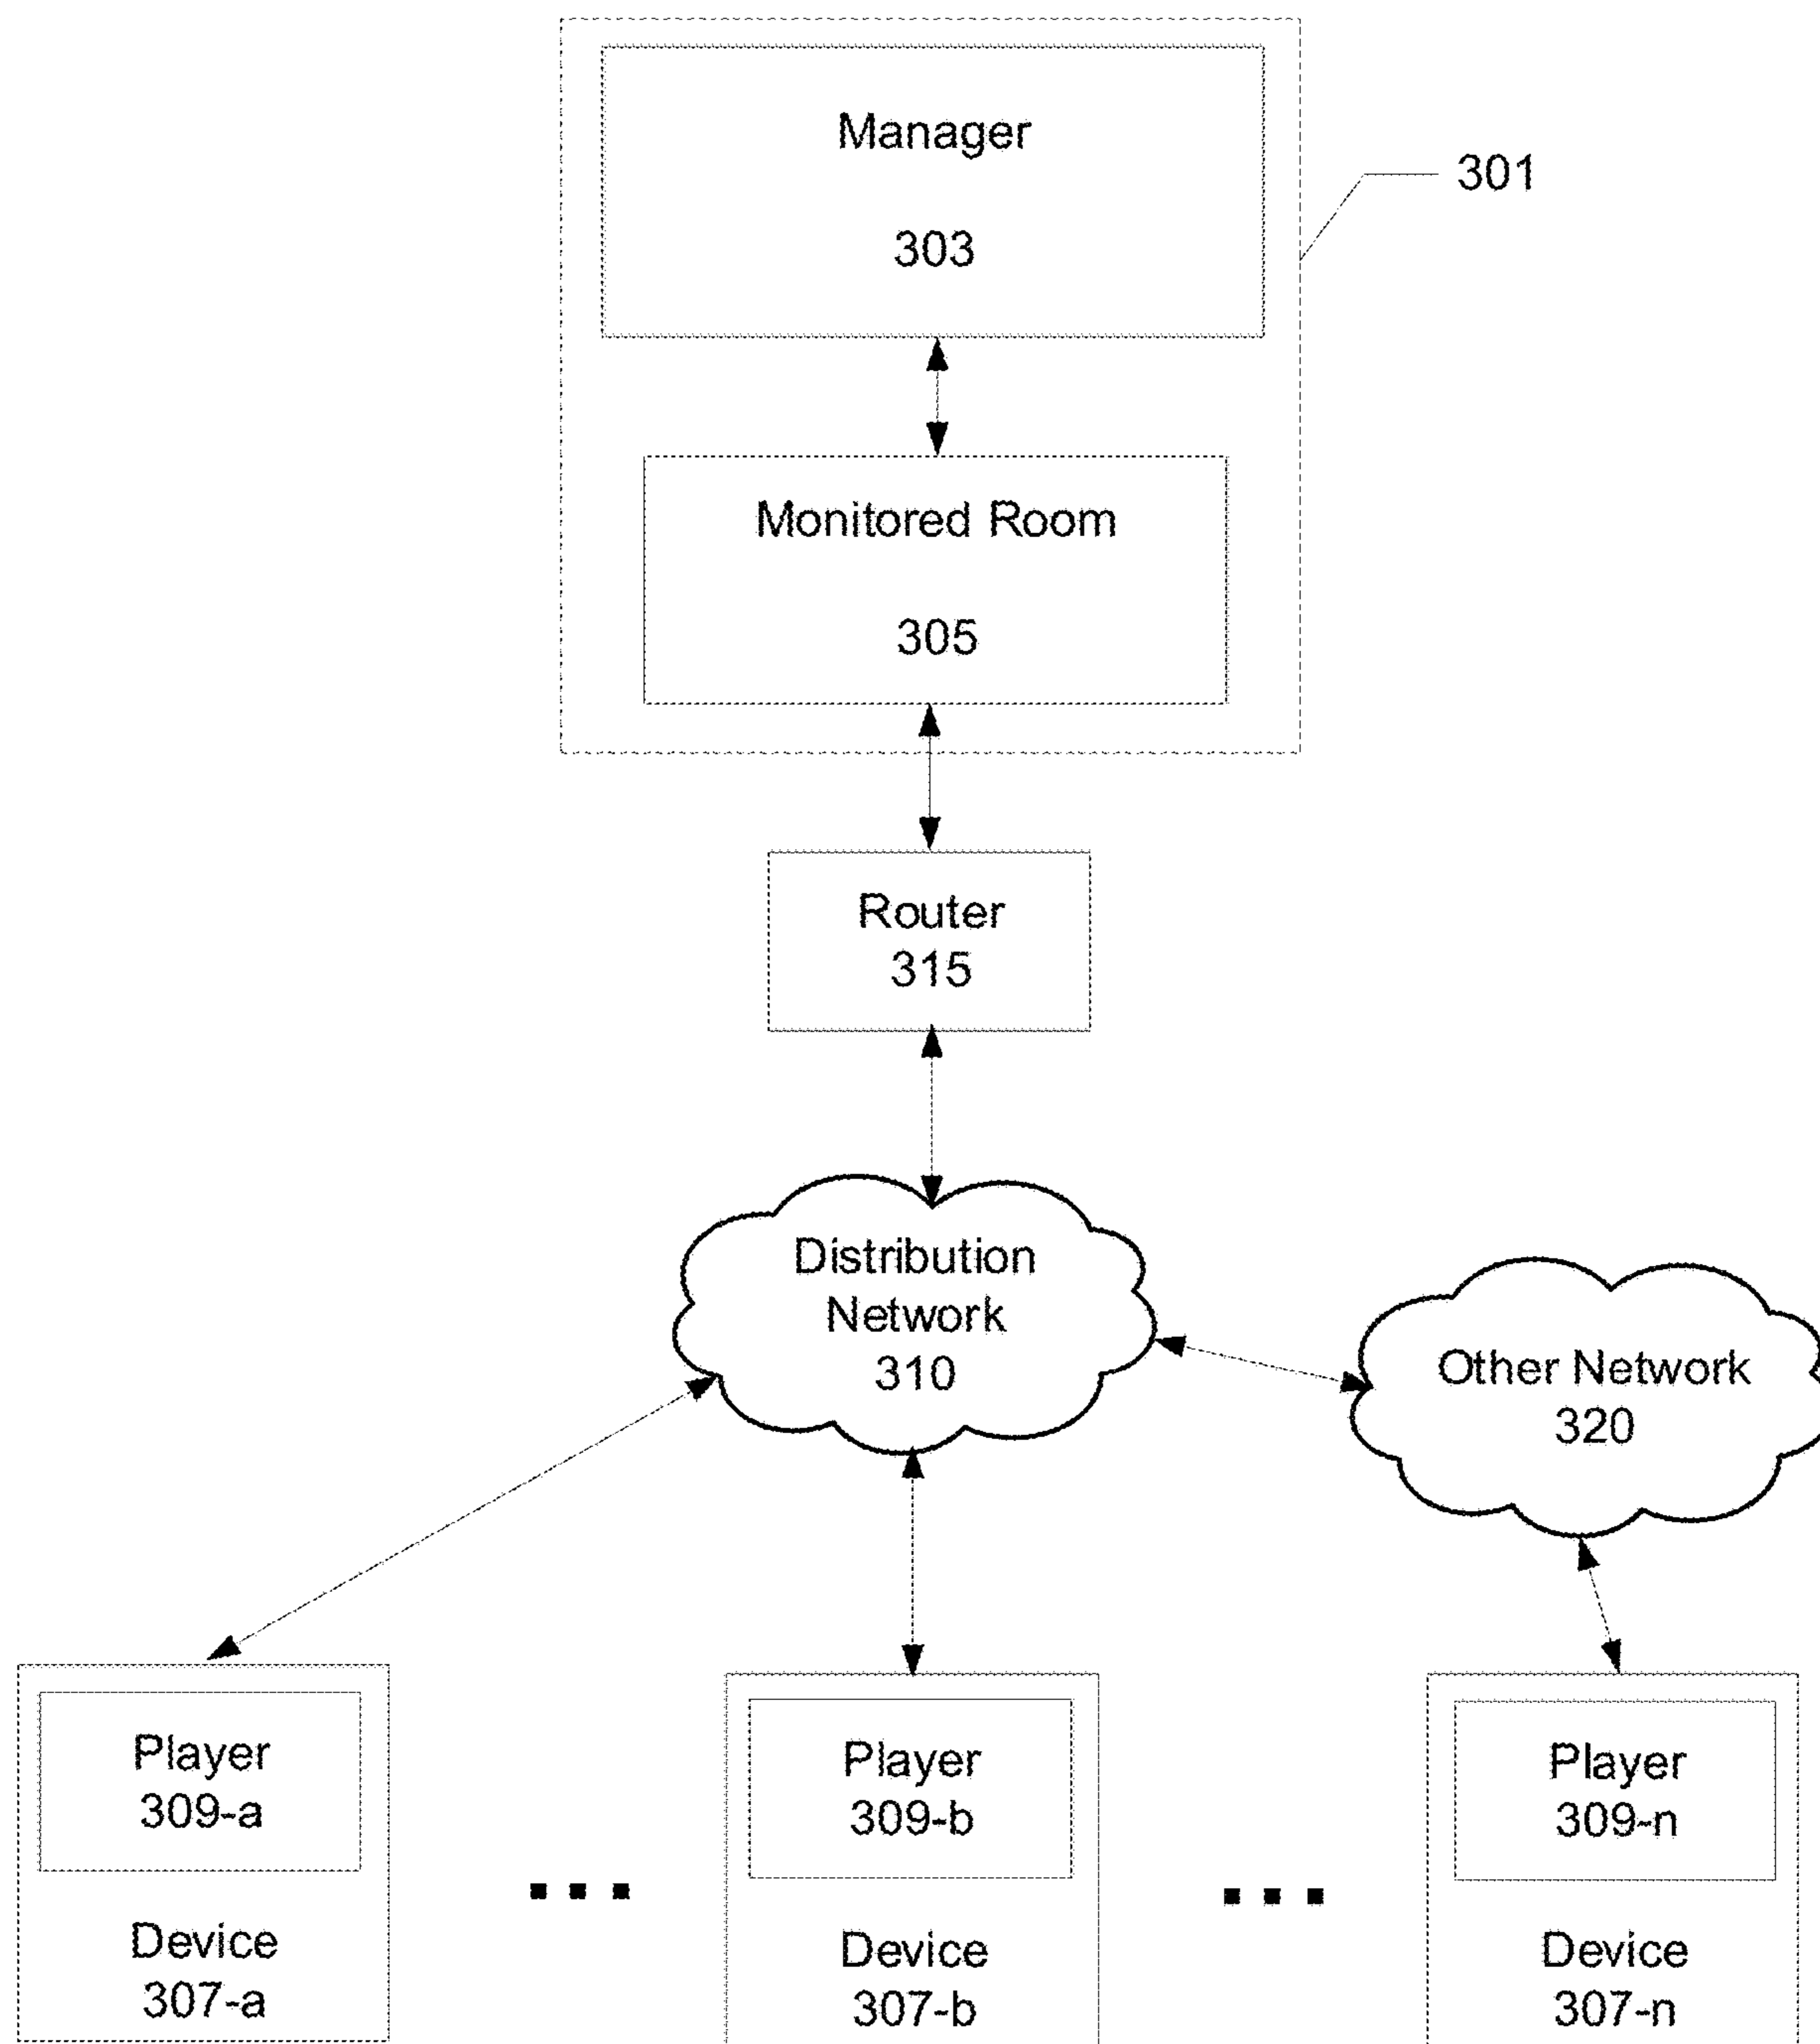 Manager
303
301
Monitored Room
305
Router
315
Distribution
Network
310
Other Network
320
Player
309-a
Device
307-a
Player
309-b
Device
307-b
Player
309-n
Device
307-n